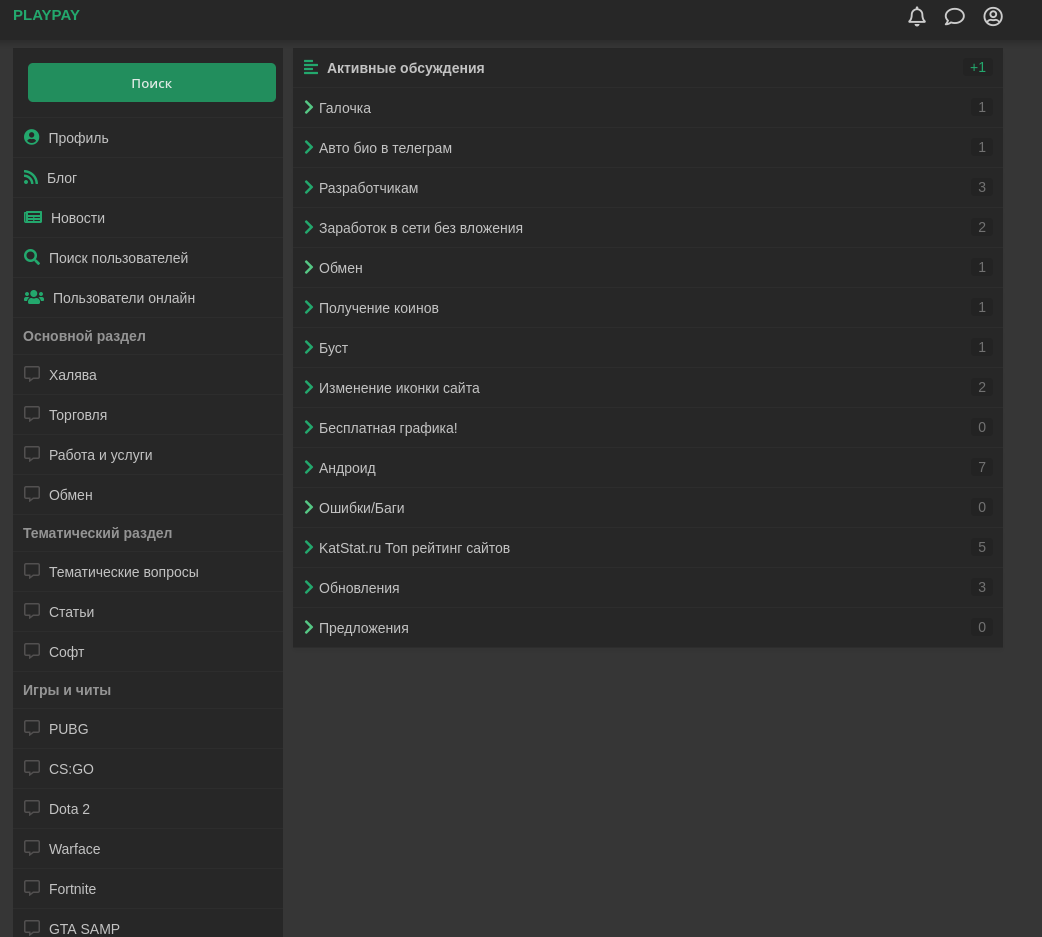 PLAYPAY
Поиск
Профиль
Блог
Новости
Поиск пользователей
Пользователи онлайн
Основной раздел
Халява
Торговля
Работа и услуги
Обмен
Тематический раздел
Тематические вопросы
Статьи
Софт
Игры и читы
PUBG
CS:GO
Dota 2
Warface
Fortnite
GTA SAMP
Активные обсуждения +1
Галочка 1
Авто био в телеграм 1
Разработчикам 3
Заработок в сети без вложения 2
Обмен 1
Получение коинов 1
Буст 1
Изменение иконки сайта 2
Бесплатная графика! 0
Андроид 7
Ошибки/Баги 0
KatStat.ru Топ рейтинг сайтов 5
Обновления 3
Предложения 0